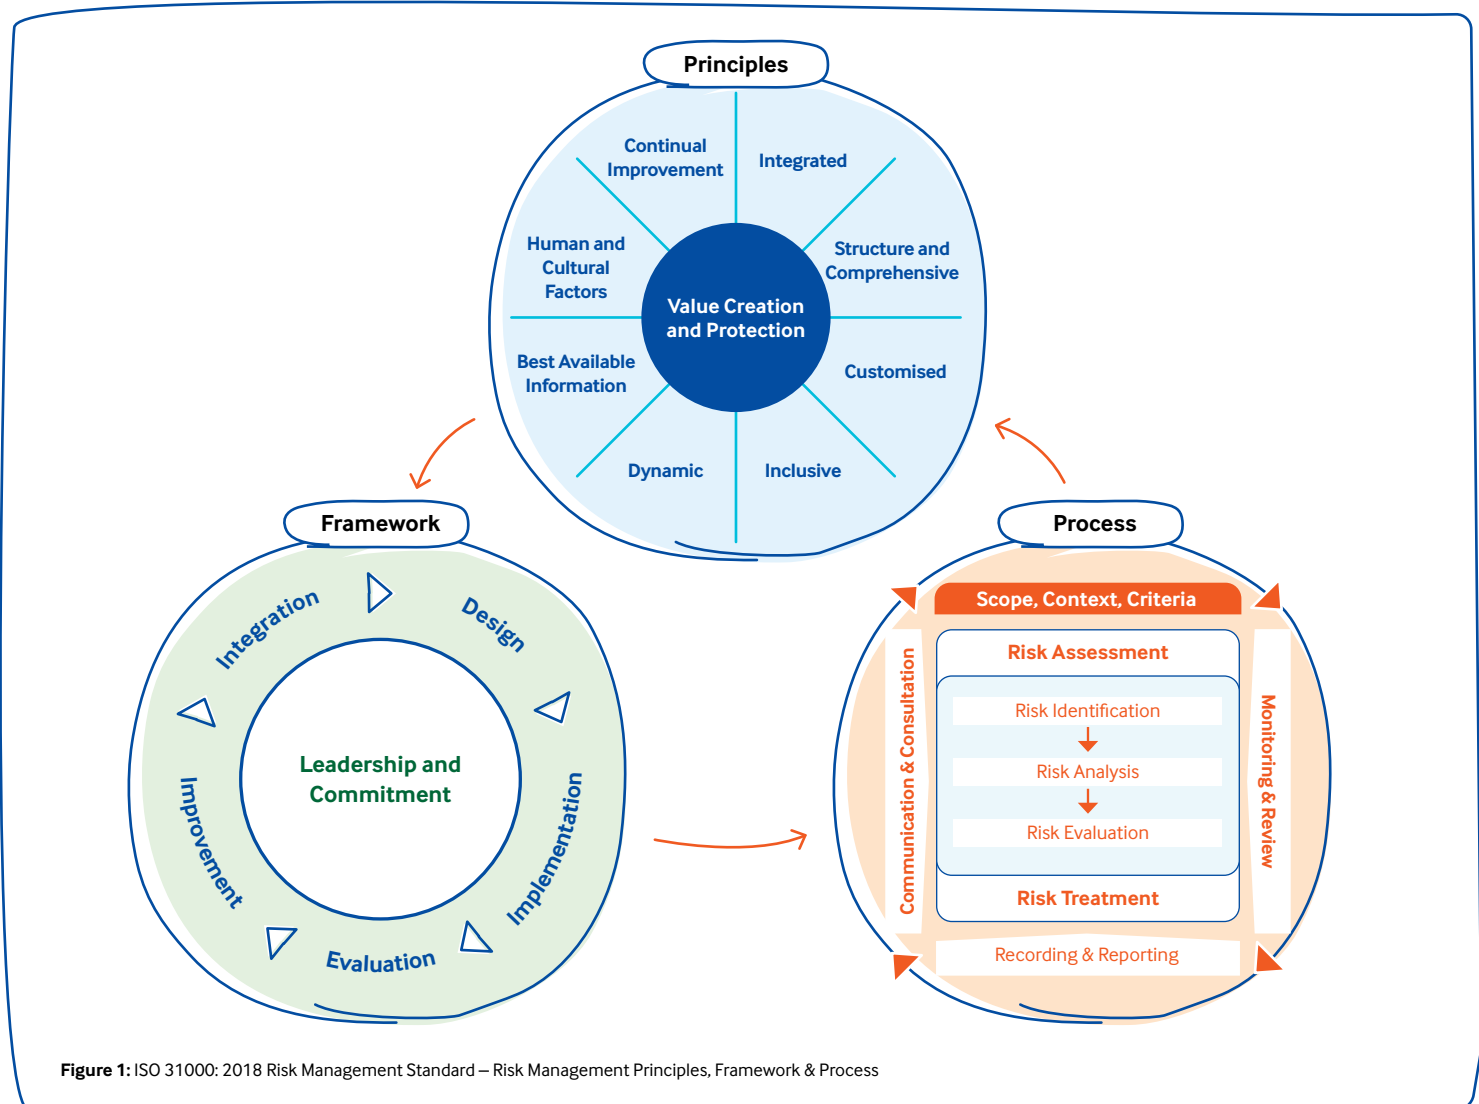 Principles
Continual
Improvement
Integrated
Human and
Cultural
Factors
Structure and
Comprehensive
Value Creation
and Protection
Best Available
Information
Customised
Dynamic
Inclusive
Framework
Integration
Design
Leadership and
Commitment
Improvement
Implementation
Evaluation
Process
Scope, Context, Criteria
Communication & Consultation
Risk Assessment
Risk Identification
Risk Analysis
Risk Evaluation
Risk Treatment
Monitoring & Review
Recording & Reporting
Figure 1: ISO 31000: 2018 Risk Management Standard – Risk Management Principles, Framework & Process